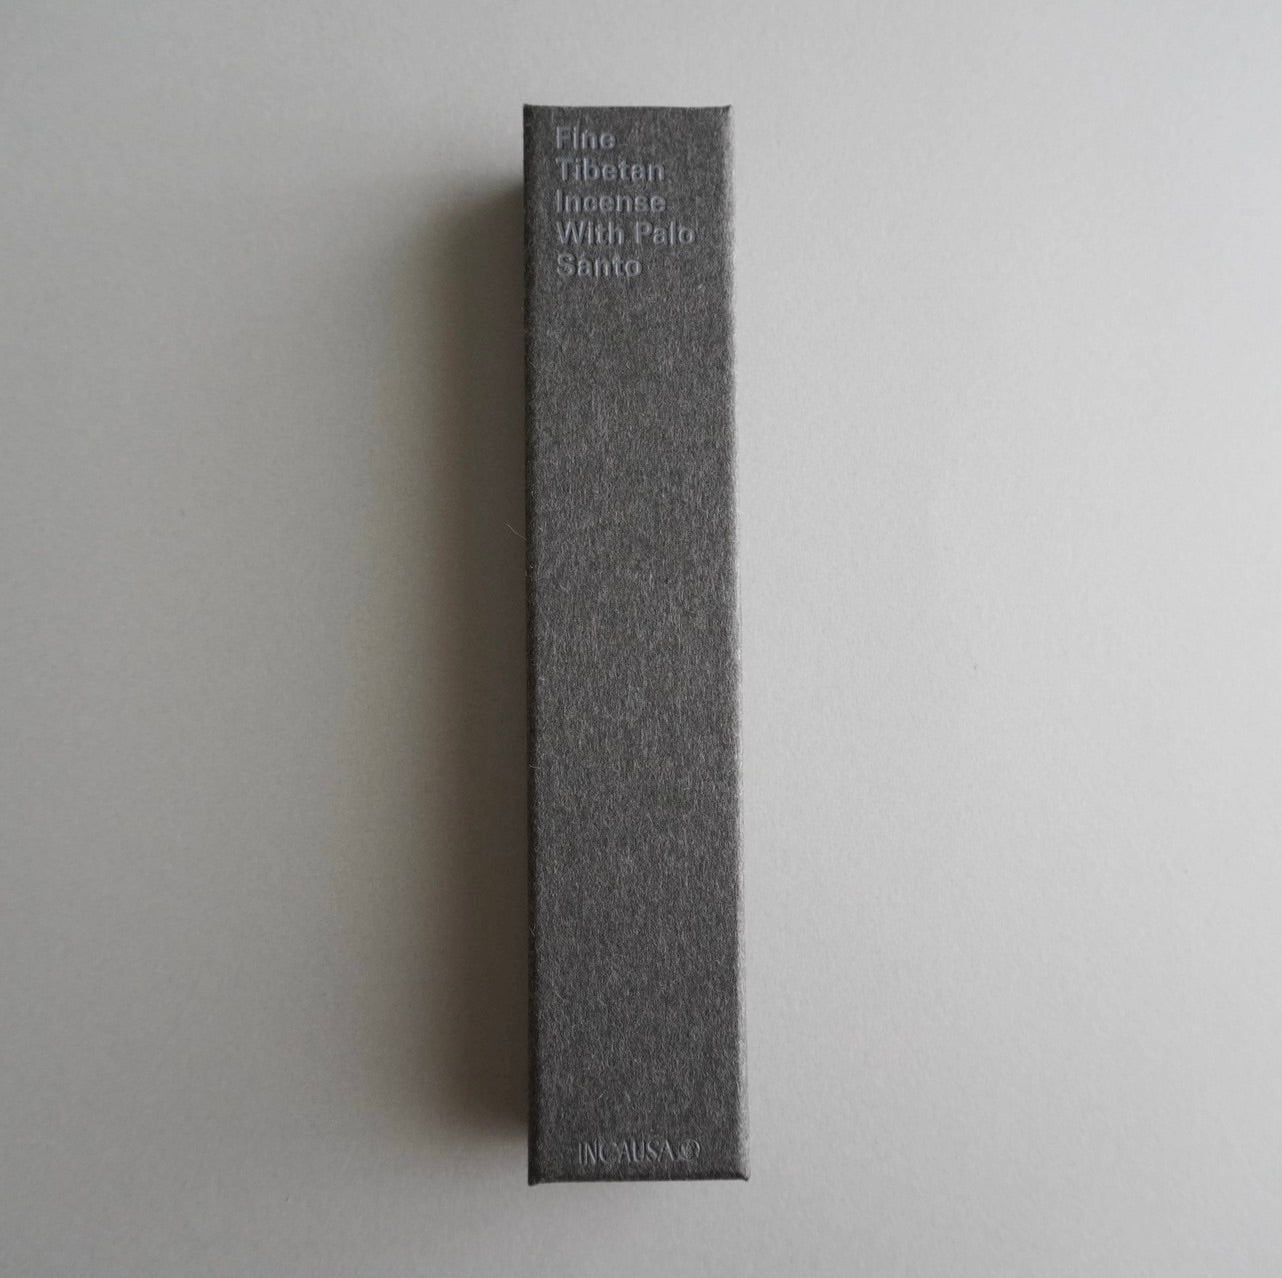 Fine
Tibetan
Incense
With Palo
Santo
INCAUSA